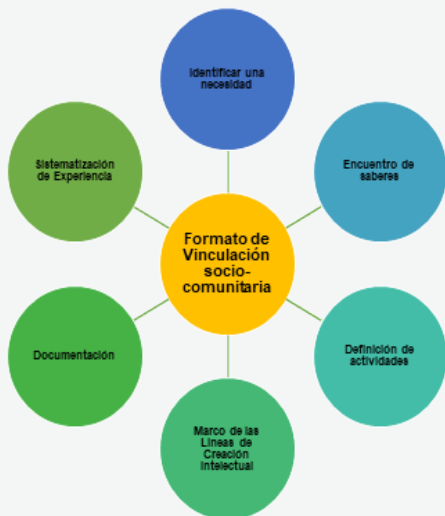 Identificar una
necesidad
Encuentro de
saberes
Definición de
actividades
Marco de las
Líneas de
Creación
Intelectual
Documentación
Sistematización
de Experiencia
Formato de
Vinculación
socio-
comunitaria